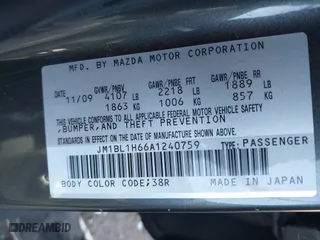 MFD. BY MAZDA MOTOR CORPORATION
DATE GVWR/PNBV GAWR/PNBE FRT GAWR/PNBE RR
11/09 4107 LB 2218 LB 1889 LB
1863 KG 1006 KG 857 KG
THIS VEHICLE CONFORMS TO ALL APPLICABLE FEDERAL MOTOR VEHICLE SAFETY
,BUMPER,AND THEFT PREVENTION
STANDARDS IN EFFECT ON THE DATE OF MANUFACTURE SHOWN ABOVE.
JM1BL1H66A1240759 TYPE:PASSENGER
BODY COLOR CODE;38R MADE IN JAPAN
DREAMBID